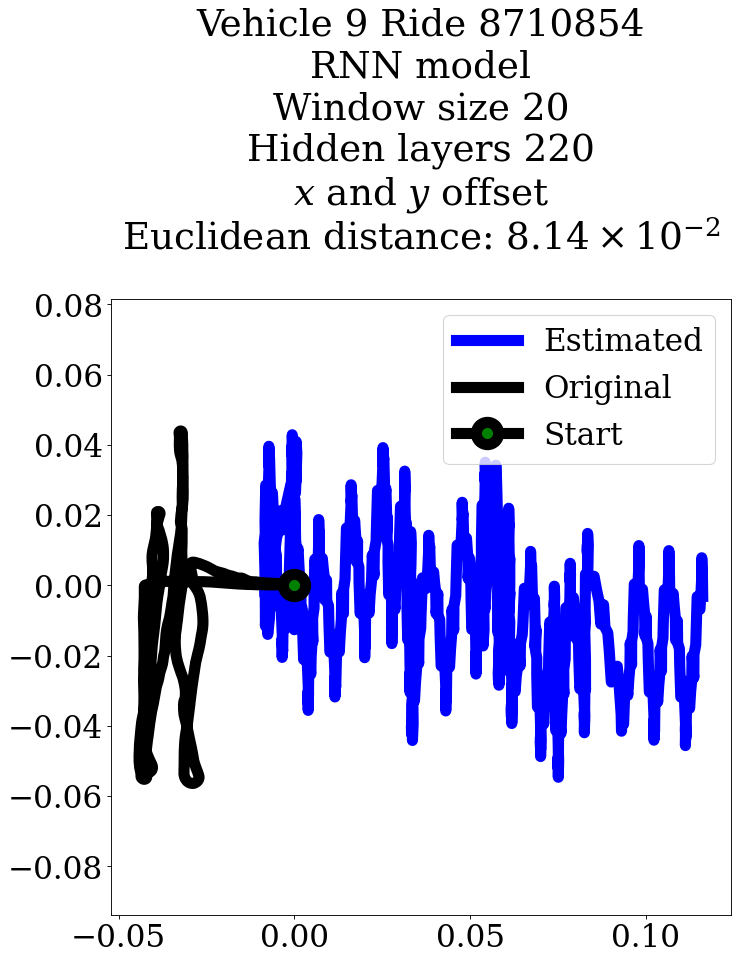 Vehicle 9 Ride 8710854
RNN model
Window size 20
Hidden layers 220
x and y offset
Euclidean distance: 8.14 × 10⁻²
0.08
0.06
0.04
0.02
0.00
−0.02
−0.04
−0.06
−0.08
Estimated
Original
Start
−0.05 0.00 0.05 0.10